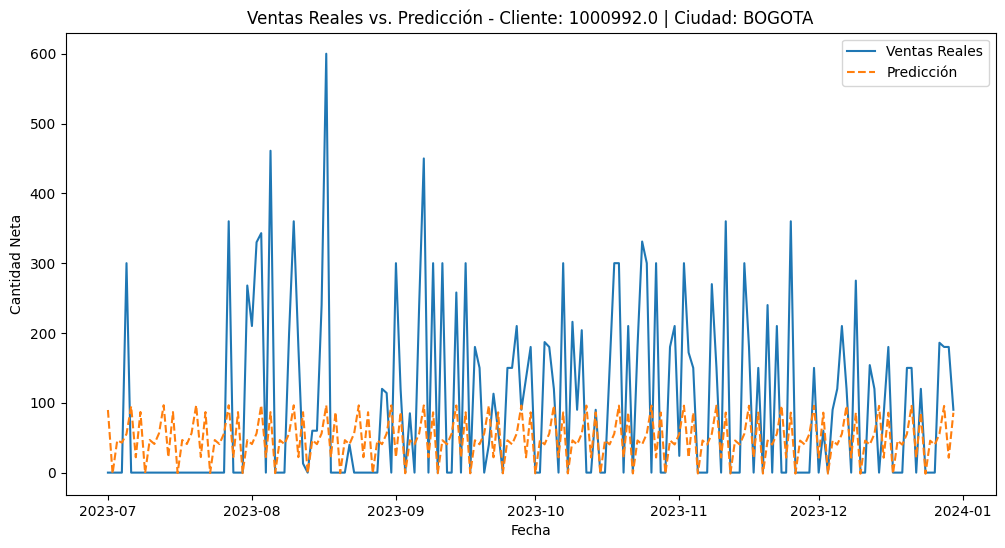 Ventas Reales vs. Predicción - Cliente: 1000992.0 | Ciudad: BOGOTA
Ventas Reales
Predicción
Cantidad Neta
600
500
400
300
200
100
0
2023-07
2023-08
2023-09
2023-10
2023-11
2023-12
2024-01
Fecha